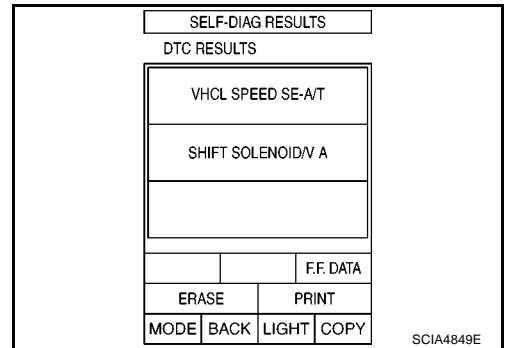 SELF-DIAG RESULTS
DTC RESULTS
VHCL SPEED SE-A/T
SHIFT SOLENOID/V A
F.F. DATA
ERASE PRINT
MODE BACK LIGHT COPY
SCIA4849E